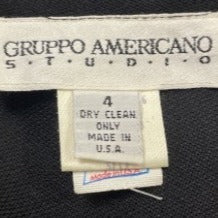 GRUPPO AMERICANO
S·T·U·D·I·O
4
DRY CLEAN
ONLY
MADE IN
U.S.A.